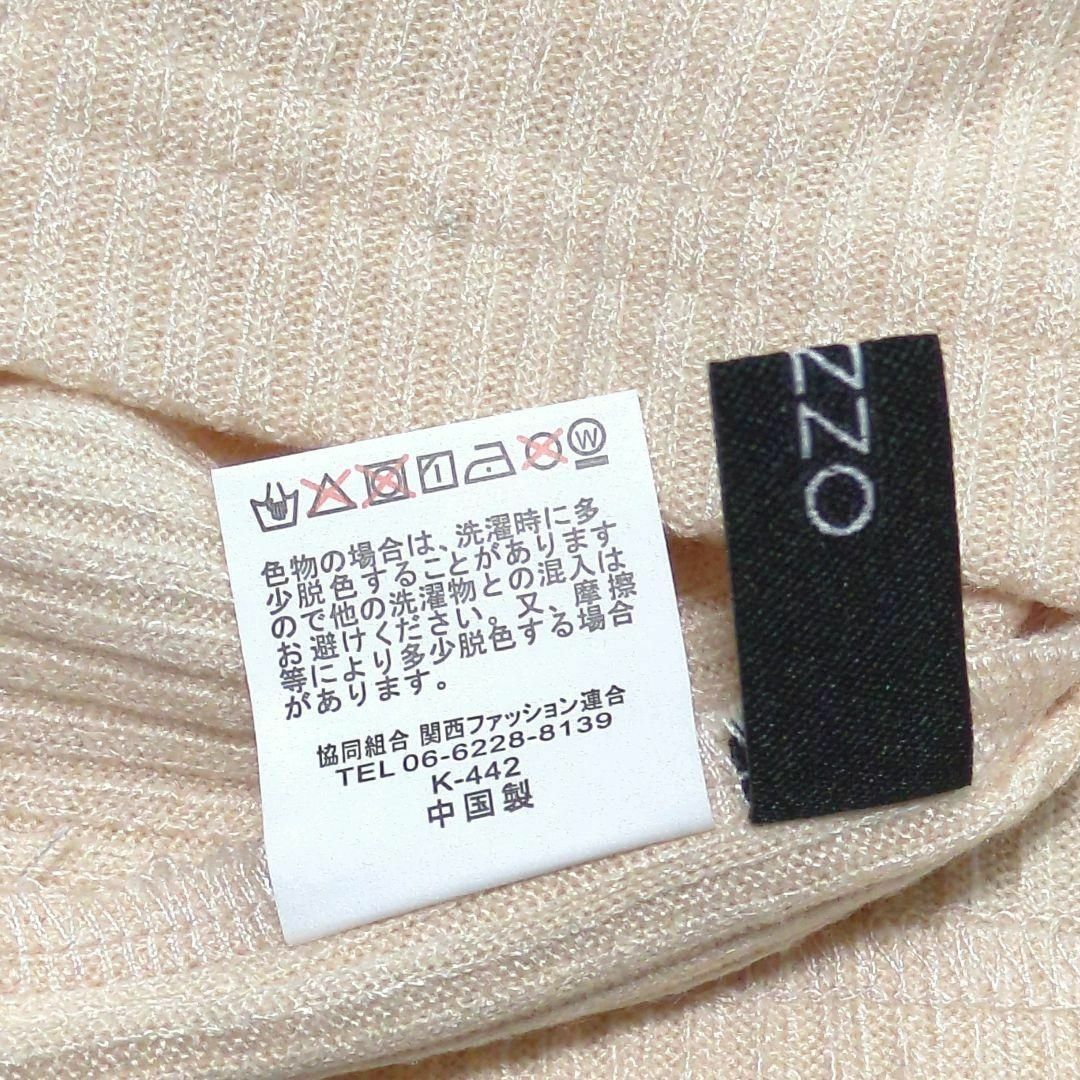 W
色物の場合は、洗濯時に多
少脱色することがあります
ので他の洗濯物との混入は
お避けください。又、摩擦
等により多少脱色する場合
があります。
協同組合 関西ファッション連合
TEL 06-6228-8139
K-442
中国製
ZZO